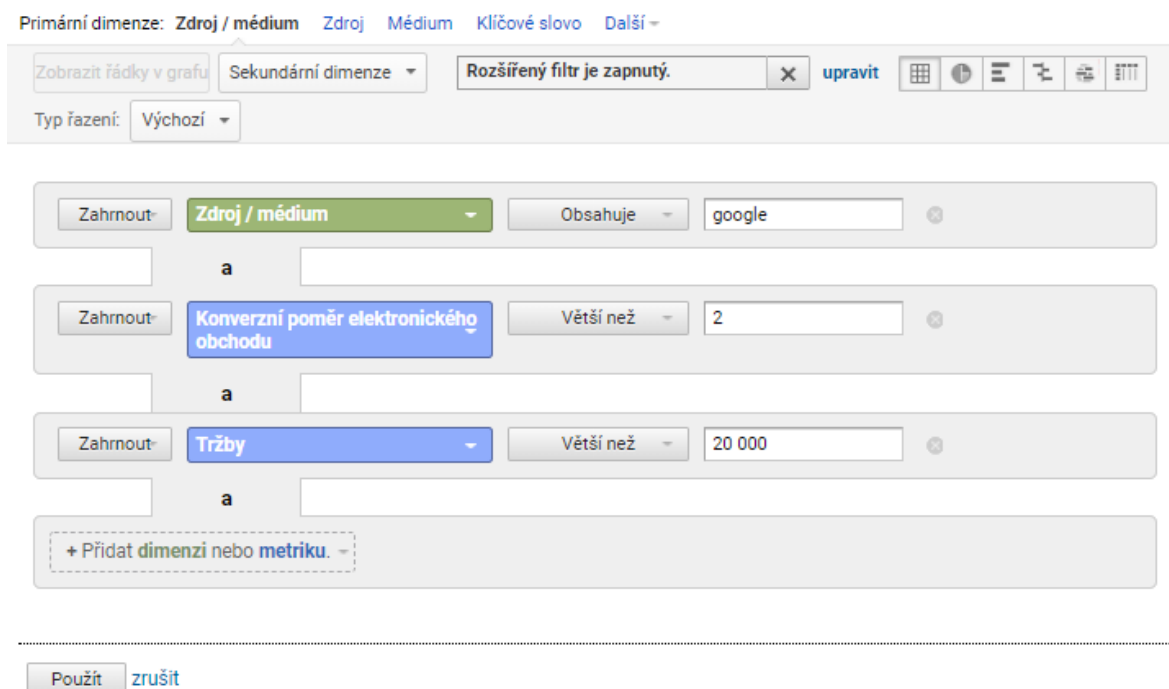 Primární dimenze: Zdroj / médium Zdroj Médium Klíčové slovo Další
Zobrazit řádky v grafu Sekundární dimenze Rozšířený filtr je zapnutý. upravit
Typ řazení: Výchozí
Zahrnout Zdroj / médium Obsahuje google
a
Zahrnout Konverzní poměr elektronického obchodu Větší než 2
a
Zahrnout Tržby Větší než 20 000
a
+ Přidat dimenzi nebo metriku.
Použít zrušit